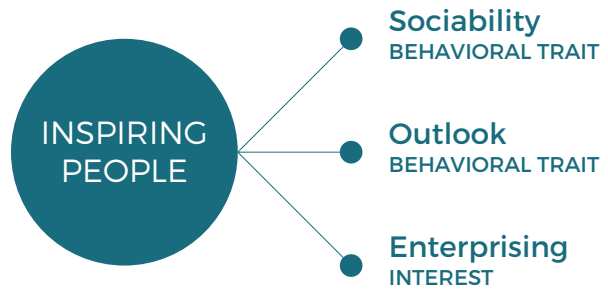 INSPIRING
PEOPLE
Sociability
BEHAVIORAL TRAIT
Outlook
BEHAVIORAL TRAIT
Enterprising
INTEREST